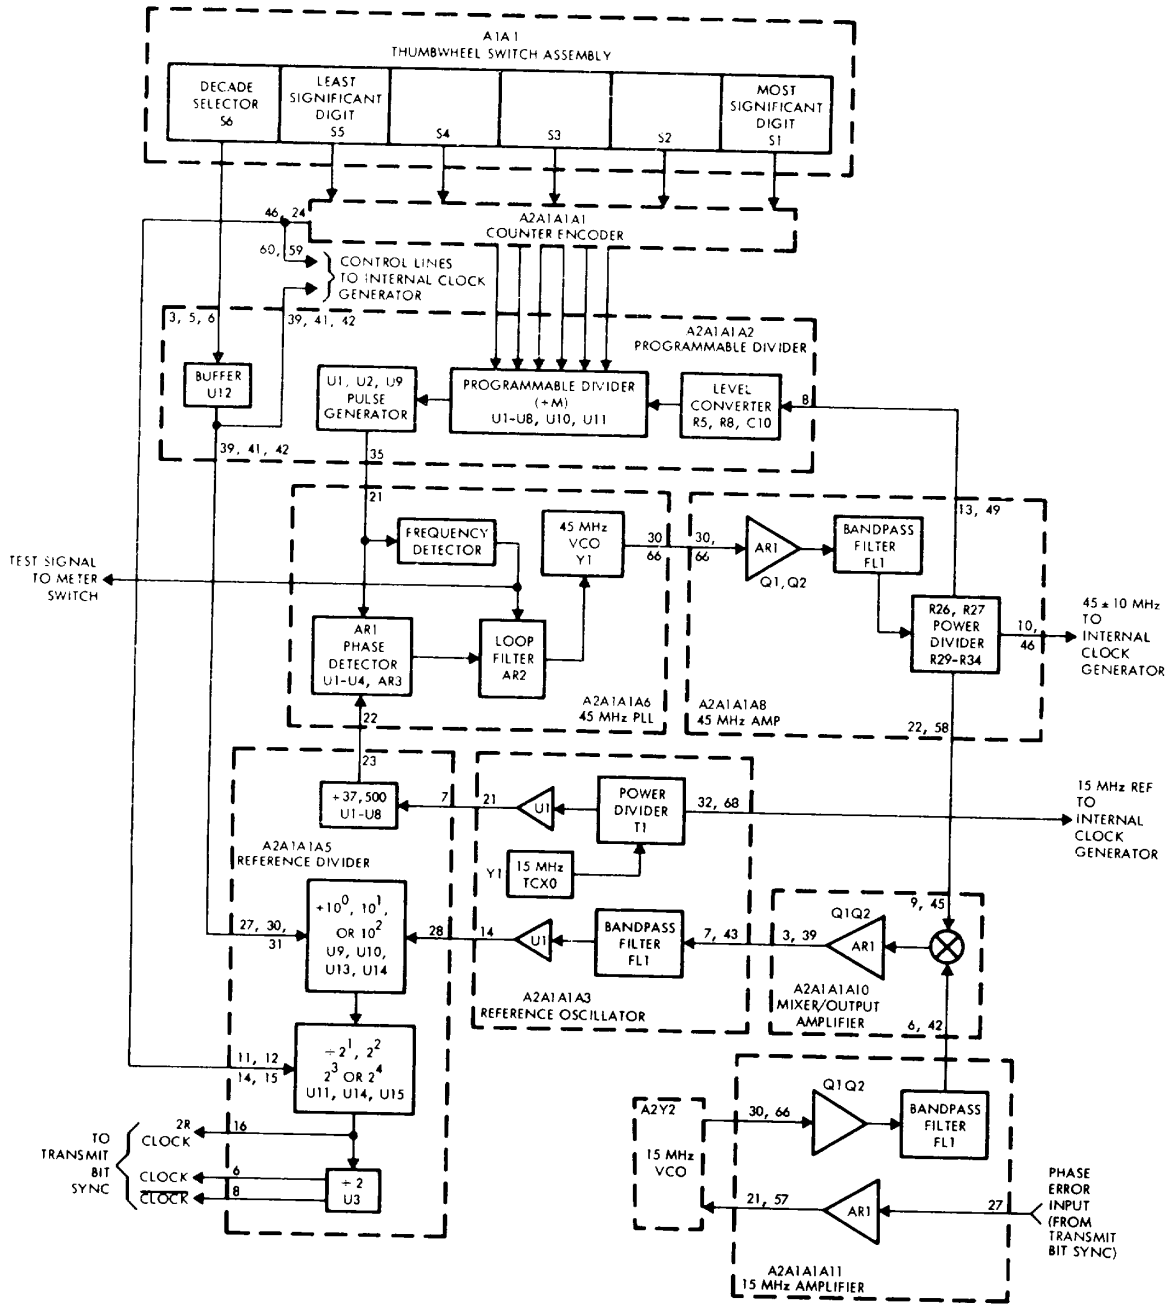 A1A1
THUMBWHEEL SWITCH ASSEMBLY
DECADE
SELECTOR
S6
LEAST
SIGNIFICANT
DIGIT
S5
S4
S3
S2
MOST
SIGNIFICANT
DIGIT
S1
46, 24
A2A1A1A1
COUNTER ENCODER
60, 59
CONTROL LINES
TO INTERNAL CLOCK
GENERATOR
3, 5, 6
39, 41, 42
A2A1A1A2
PROGRAMMABLE DIVIDER
BUFFER
U12
U1, U2, U9
PULSE
GENERATOR
PROGRAMMABLE DIVIDER
(÷M)
U1-U8, U10, U11
LEVEL
CONVERTER
R5, R8, C10
8
39, 41, 42
35
21
13, 49
FREQUENCY
DETECTOR
45 MHz
VCO
Y1
30
66
30,
66
AR1
Q1, Q2
BANDPASS
FILTER
FL1
TEST SIGNAL
TO METER
SWITCH
AR1
PHASE
DETECTOR
U1-U4, AR3
LOOP
FILTER
AR2
R26, R27
POWER
DIVIDER
R29-R34
10,
46
45 ± 10 MHz
TO
INTERNAL
CLOCK
GENERATOR
A2A1A1A6
45 MHz PLL
A2A1A1A8
45 MHz AMP
22
22, 58
23
÷37,500
U1-U8
7
21
U1
POWER
DIVIDER
T1
32, 68
15 MHz REF
TO
INTERNAL
CLOCK
GENERATOR
A2A1A1A5
REFERENCE DIVIDER
Y1
15 MHz
TCXO
÷10⁰, 10¹,
OR 10²
U9, U10,
U13, U14
27, 30,
31
28
14
U1
BANDPASS
FILTER
FL1
7, 43
3, 39
Q1Q2
AR1
9, 45
A2A1A1A3
REFERENCE OSCILLATOR
A2A1A1A10
MIXER/OUTPUT
AMPLIFIER
6, 42
11, 12
14, 15
÷2¹, 2²
2³ OR 2⁴
U11, U14, U15
A2Y2
15 MHz
VCO
30, 66
Q1Q2
BANDPASS
FILTER
FL1
TO
TRANSMIT
BIT
SYNC
2R
CLOCK
16
CLOCK
6
CLOCK
8
÷2
U3
21, 57
AR1
27
PHASE
ERROR
INPUT
(FROM
TRANSMIT
BIT SYNC)
A2A1A1A11
15 MHz AMPLIFIER